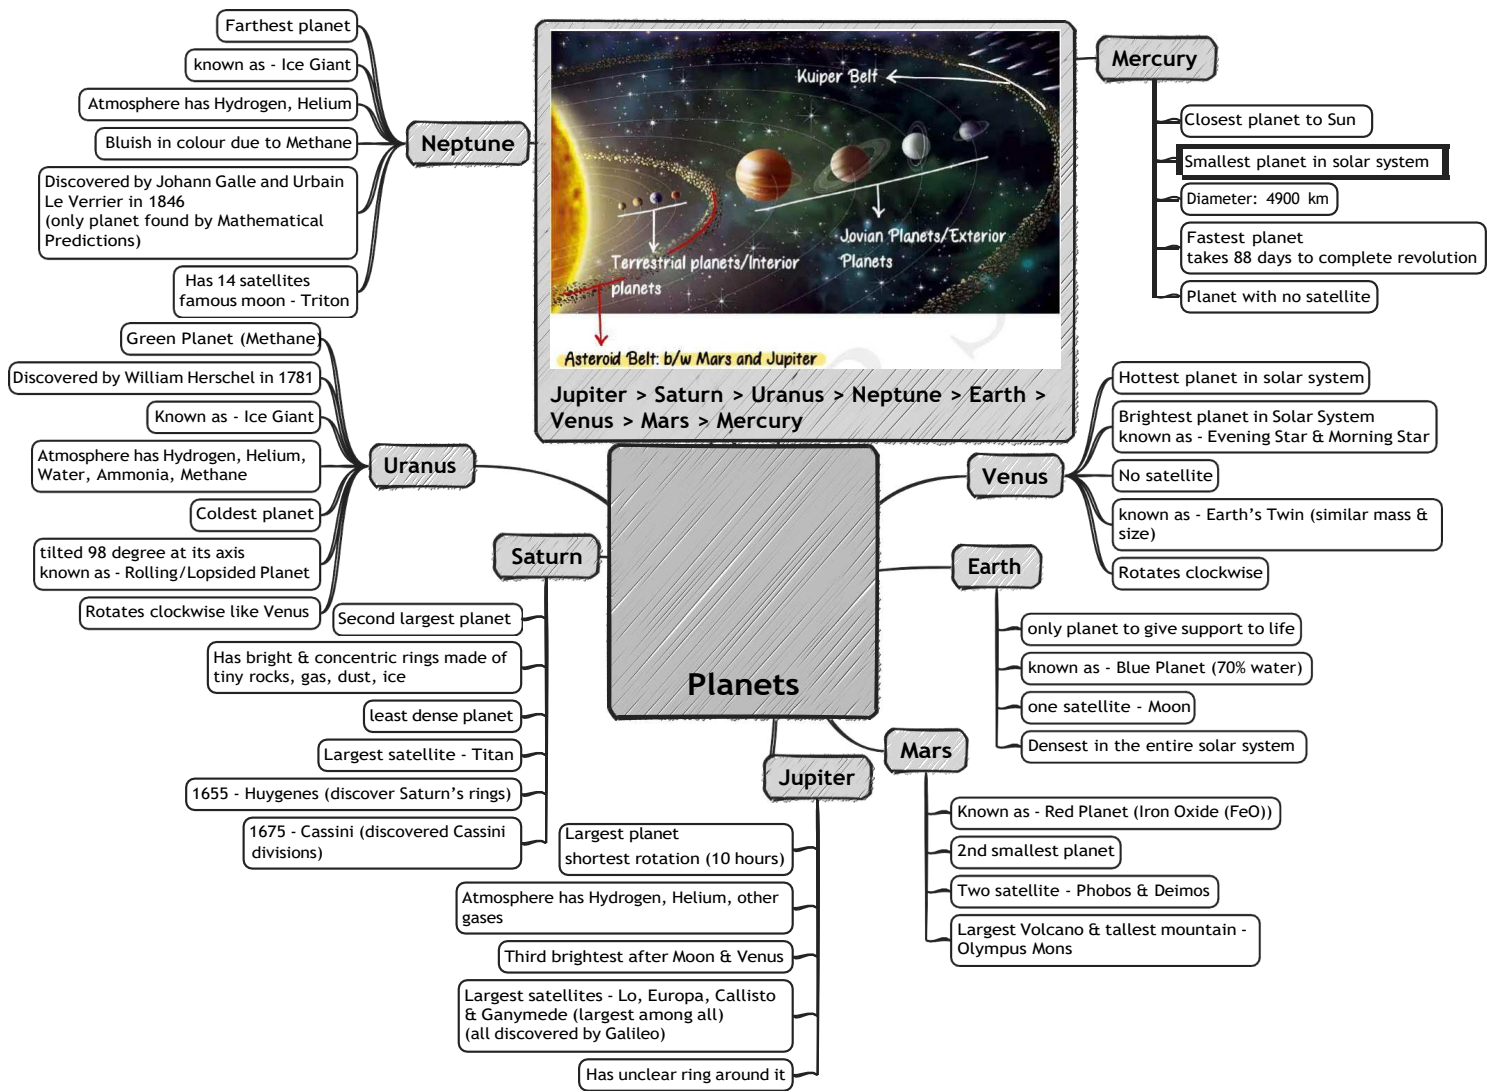 Farthest planet
known as - Ice Giant
Atmosphere has Hydrogen, Helium
Bluish in colour due to Methane
Discovered by Johann Galle and Urbain
Le Verrier in 1846
(only planet found by Mathematical
Predictions)
Has 14 satellites
famous moon - Triton
Neptune
Kuiper Belt
Jovian Planets/Exterior
Planets
Terrestrial planets/Interior
planets
Asteroid Belt: b/w Mars and Jupiter
Jupiter > Saturn > Uranus > Neptune > Earth >
Venus > Mars > Mercury
Mercury
Closest planet to Sun
Smallest planet in solar system
Diameter: 4900 km
Fastest planet
takes 88 days to complete revolution
Planet with no satellite
Green Planet (Methane)
Discovered by William Herschel in 1781
Known as - Ice Giant
Atmosphere has Hydrogen, Helium,
Water, Ammonia, Methane
Coldest planet
tilted 98 degree at its axis
known as - Rolling/Lopsided Planet
Rotates clockwise like Venus
Uranus
Venus
Hottest planet in solar system
Brightest planet in Solar System
known as - Evening Star & Morning Star
No satellite
known as - Earth’s Twin (similar mass &
size)
Rotates clockwise
Saturn
Second largest planet
Has bright & concentric rings made of
tiny rocks, gas, dust, ice
least dense planet
Largest satellite - Titan
1655 - Huygenes (discover Saturn’s rings)
1675 - Cassini (discovered Cassini
divisions)
Planets
Earth
only planet to give support to life
known as - Blue Planet (70% water)
one satellite - Moon
Densest in the entire solar system
Jupiter
Largest planet
shortest rotation (10 hours)
Atmosphere has Hydrogen, Helium, other
gases
Third brightest after Moon & Venus
Largest satellites - Lo, Europa, Callisto
& Ganymede (largest among all)
(all discovered by Galileo)
Has unclear ring around it
Mars
Known as - Red Planet (Iron Oxide (FeO))
2nd smallest planet
Two satellite - Phobos & Deimos
Largest Volcano & tallest mountain -
Olympus Mons